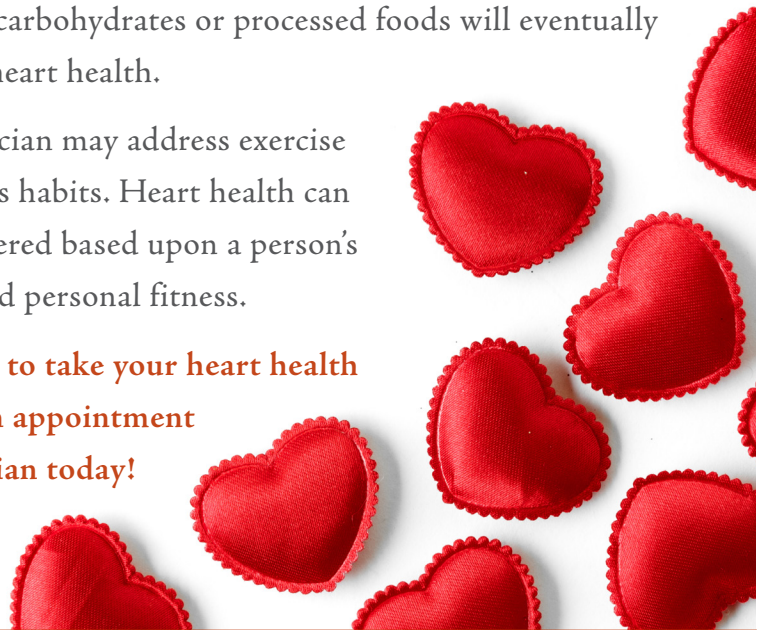 carbohydrates or processed foods will eventually
heart health.
cian may address exercise
s habits. Heart health can
ered based upon a person's
d personal fitness.
to take your heart health
appointment
ian today!